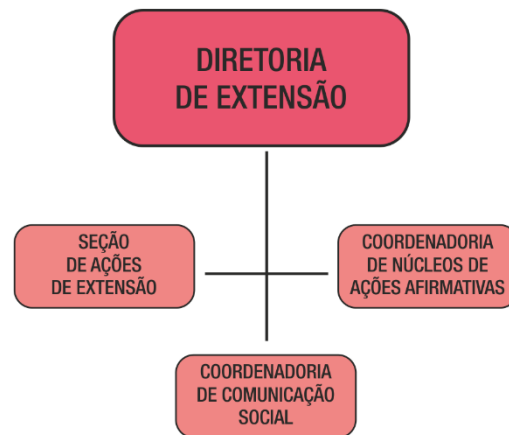 DIRETORIA
DE EXTENSÃO
SEÇÃO
DE AÇÕES
DE EXTENSÃO
COORDENADORIA
DE NÚCLEOS DE
AÇÕES AFIRMATIVAS
COORDENADORIA
DE COMUNICAÇÃO
SOCIAL